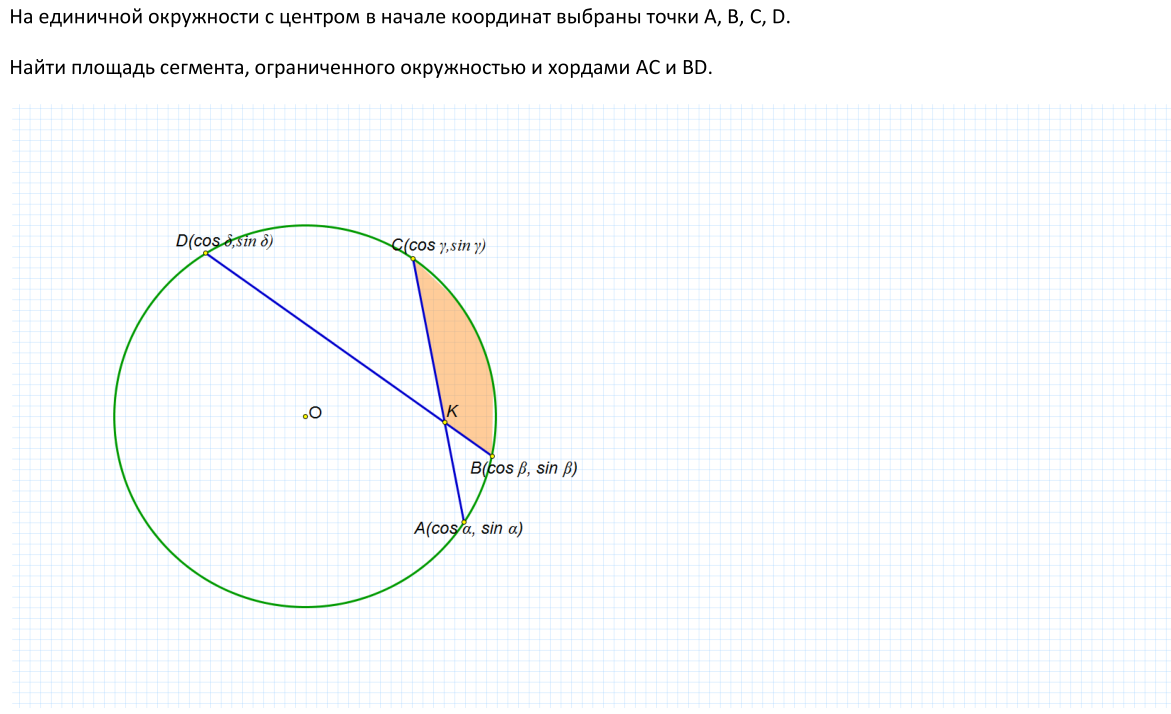 На единичной окружности с центром в начале координат выбраны точки A, B, C, D.
Найти площадь сегмента, ограниченного окружностью и хордами AC и BD.
D(cos δ,sin δ)
C(cos γ,sin γ)
K
O
B(cos β, sin β)
A(cos α, sin α)